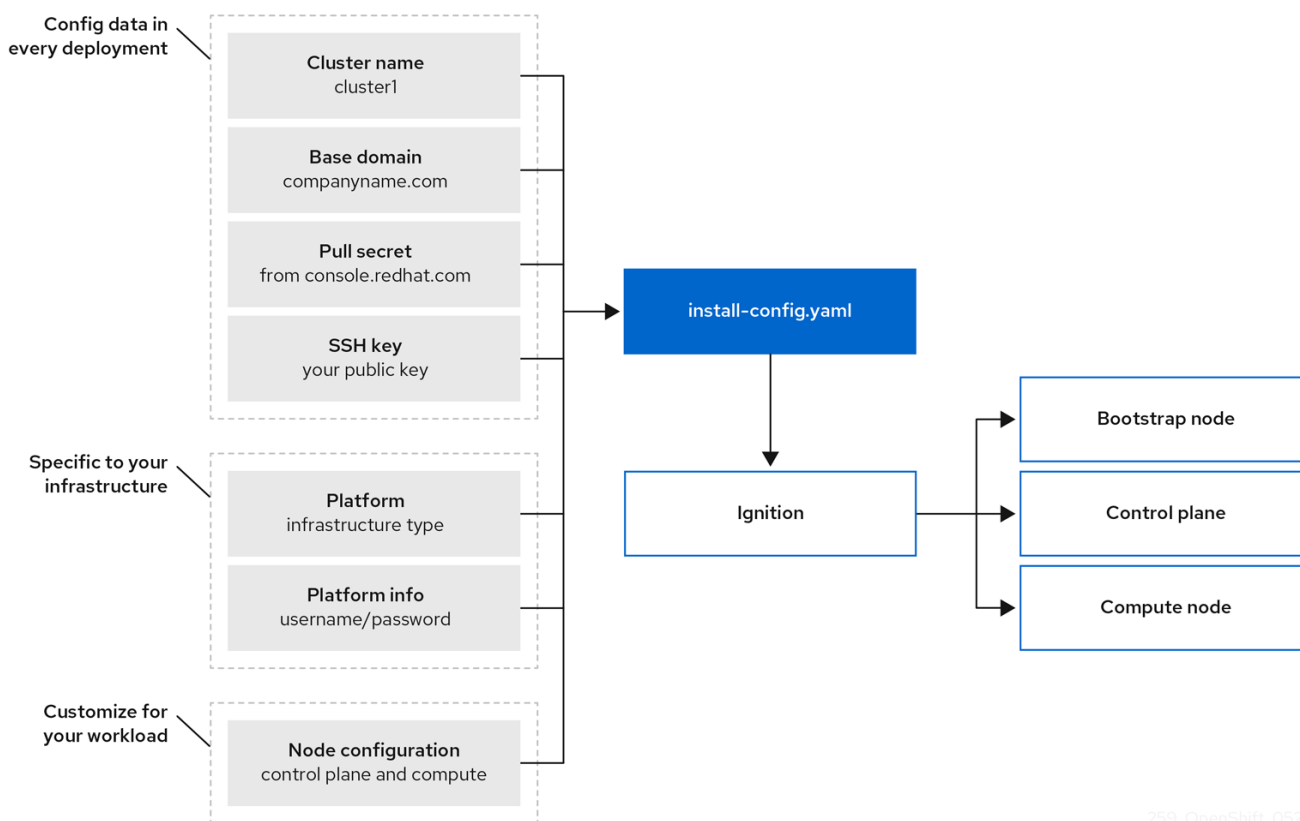 Config data in
every deployment
Cluster name
cluster1
Base domain
companyname.com
Pull secret
from console.redhat.com
SSH key
your public key
Specific to your
infrastructure
Platform
infrastructure type
Platform info
username/password
Customize for
your workload
Node configuration
control plane and compute
install-config.yaml
Ignition
Bootstrap node
Control plane
Compute node
259_OpenShift_052